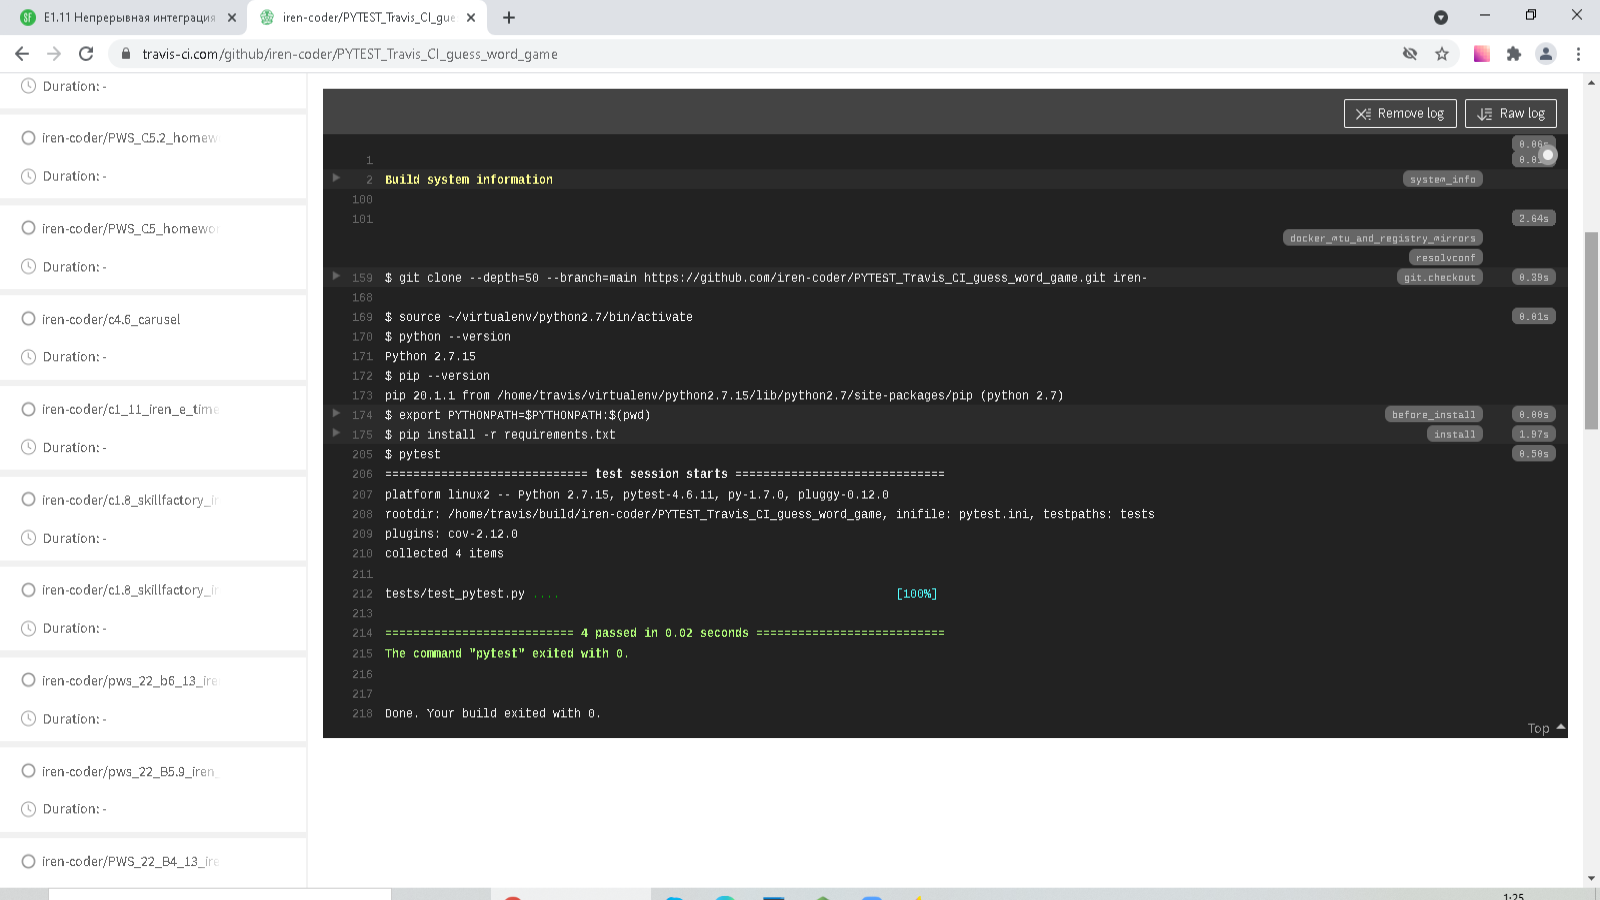 E1.11 Непрерывная интеграция
iren-coder/PYTEST_Travis_CI_gue
travis-ci.com/github/iren-coder/PYTEST_Travis_CI_guess_word_game
Duration: -
iren-coder/PWS_C5.2_homew
Duration: -
iren-coder/PWS_C5_homewo
Duration: -
iren-coder/c4.6_carusel
Duration: -
iren-coder/c1_11_iren_e_time
Duration: -
iren-coder/c1.8_skillfactory_ir
Duration: -
iren-coder/c1.8_skillfactory_ir
Duration: -
iren-coder/pws_22_b6_13_ire
Duration: -
iren-coder/pws_22_B5.9_iren_
Duration: -
iren-coder/PWS_22_B4_13_ire
Remove log
Raw log
1
2 Build system information system_info
100
101 2.64s
docker_mtu_and_registry_mirrors
resolvconf
159 $ git clone --depth=50 --branch=main https://github.com/iren-coder/PYTEST_Travis_CI_guess_word_game.git iren- git.checkout 0.39s
168
169 $ source ~/virtualenv/python2.7/bin/activate 0.01s
170 $ python --version
171 Python 2.7.15
172 $ pip --version
173 pip 20.1.1 from /home/travis/virtualenv/python2.7.15/lib/python2.7/site-packages/pip (python 2.7)
174 $ export PYTHONPATH=$PYTHONPATH:$(pwd) before_install 0.00s
175 $ pip install -r requirements.txt install 1.97s
205 $ pytest 0.50s
206 ============================= test session starts ==============================
207 platform linux2 -- Python 2.7.15, pytest-4.6.11, py-1.7.0, pluggy-0.12.0
208 rootdir: /home/travis/build/iren-coder/PYTEST_Travis_CI_guess_word_game, inifile: pytest.ini, testpaths: tests
209 plugins: cov-2.12.0
210 collected 4 items
211
212 tests/test_pytest.py .... [100%]
213
214 =========================== 4 passed in 0.02 seconds ===========================
215 The command "pytest" exited with 0.
216
217
218 Done. Your build exited with 0.
Top
1:25